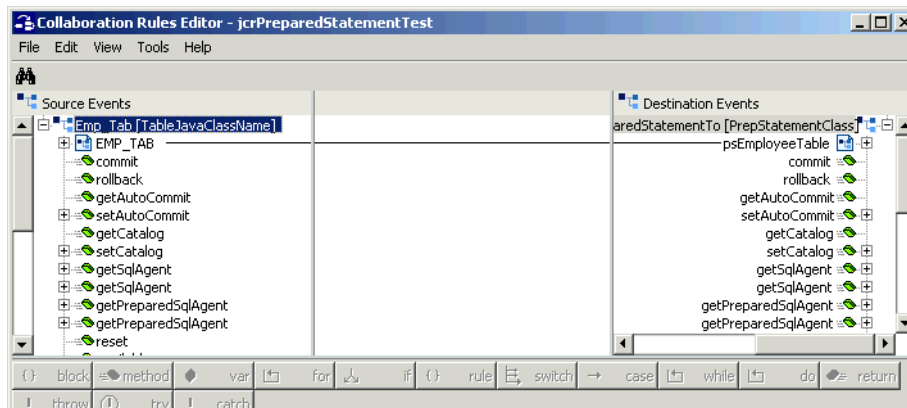 Collaboration Rules Editor - jcrPreparedStatementTest
File Edit View Tools Help
Source Events
Destination Events
Emp_Tab [TableJavaClassName]
aredStatementTo [PrepStatementClass]
EMP_TAB
psEmployeeTable
commit
commit
rollback
rollback
getAutoCommit
getAutoCommit
setAutoCommit
setAutoCommit
getCatalog
getCatalog
setCatalog
setCatalog
getSqlAgent
getSqlAgent
getSqlAgent
getSqlAgent
getPreparedSqlAgent
getPreparedSqlAgent
getPreparedSqlAgent
getPreparedSqlAgent
reset
{} block method var for if {} rule switch case while do return
throw try catch